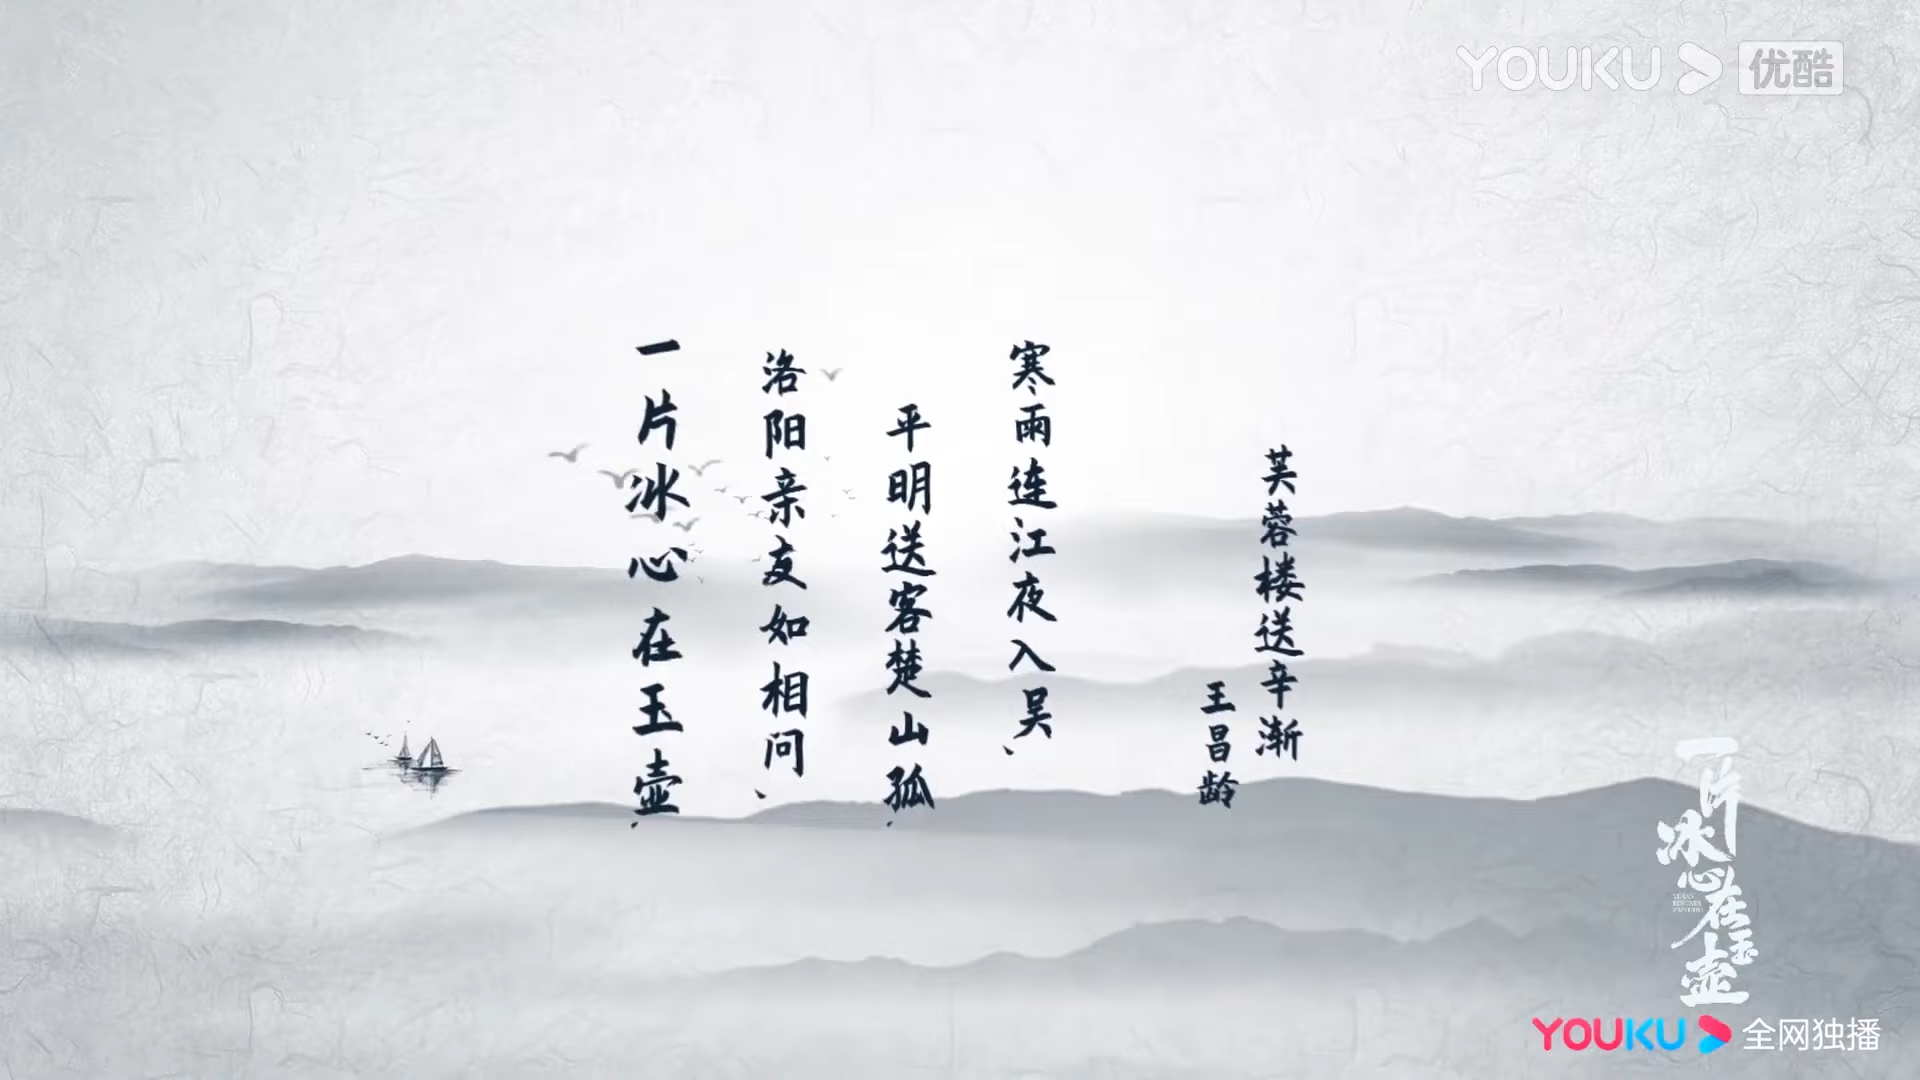 YOUKU 优酷
芙蓉楼送辛渐
王昌龄
寒雨连江夜入吴、
平明送客楚山孤
洛阳亲友如相问、
一片冰心在玉壶
一片冰心在玉壶
YOUKU 全网独播